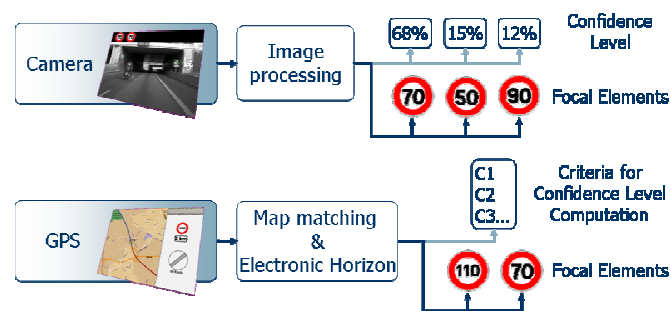 Camera
Image
processing
68% 15% 12%
Confidence
Level
70 50 90
Focal Elements
GPS
Map matching
&
Electronic Horizon
C1
C2
C3...
Criteria for
Confidence Level
Computation
110 70
Focal Elements